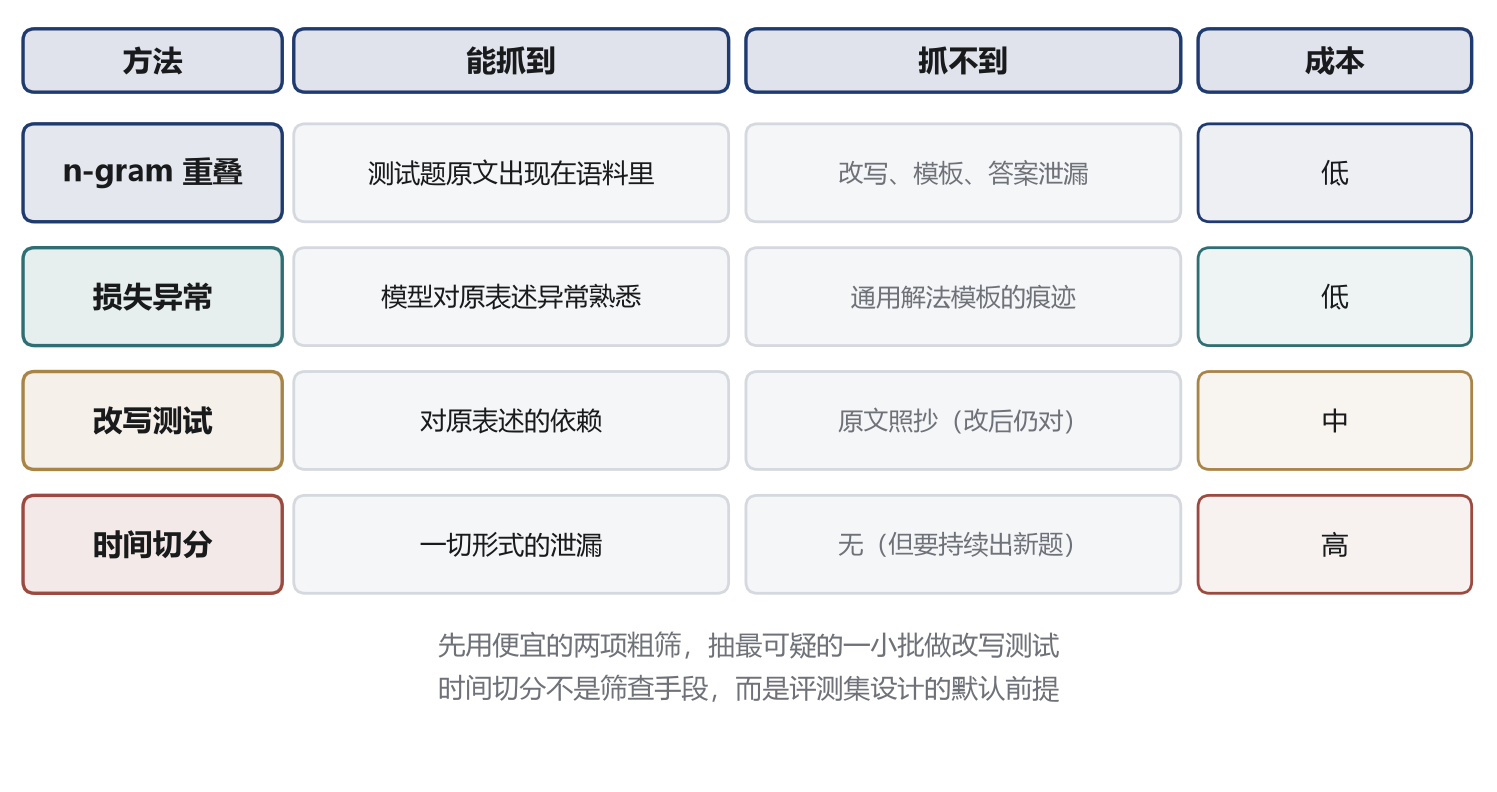 方法 能抓到 抓不到 成本
n-gram 重叠 测试题原文出现在语料里 改写、模板、答案泄漏 低
损失异常 模型对原表述异常熟悉 通用解法模板的痕迹 低
改写测试 对原表述的依赖 原文照抄（改后仍对） 中
时间切分 一切形式的泄漏 无（但要持续出新题） 高
先用便宜的两项粗筛，抽最可疑的一小批做改写测试
时间切分不是筛查手段，而是评测集设计的默认前提